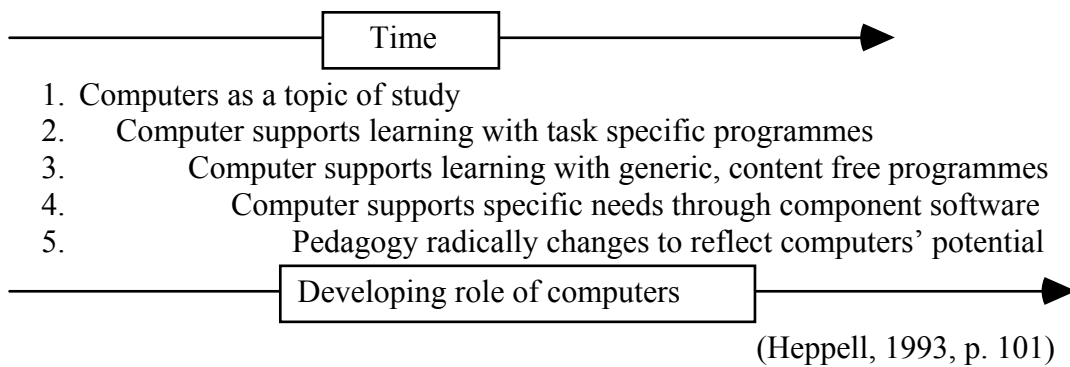 Time
1. Computers as a topic of study
2. Computer supports learning with task specific programmes
3. Computer supports learning with generic, content free programmes
4. Computer supports specific needs through component software
5. Pedagogy radically changes to reflect computers’ potential
Developing role of computers
(Heppell, 1993, p. 101)